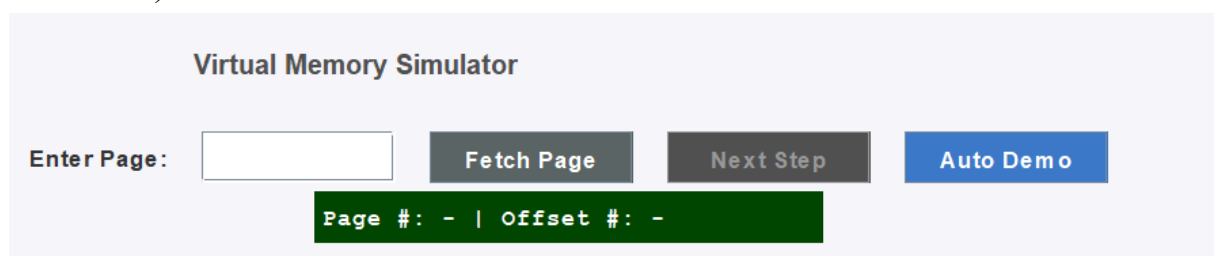 Virtual Memory Simulator
Enter Page: Fetch Page Next Step Auto Demo
Page #: - | Offset #: -